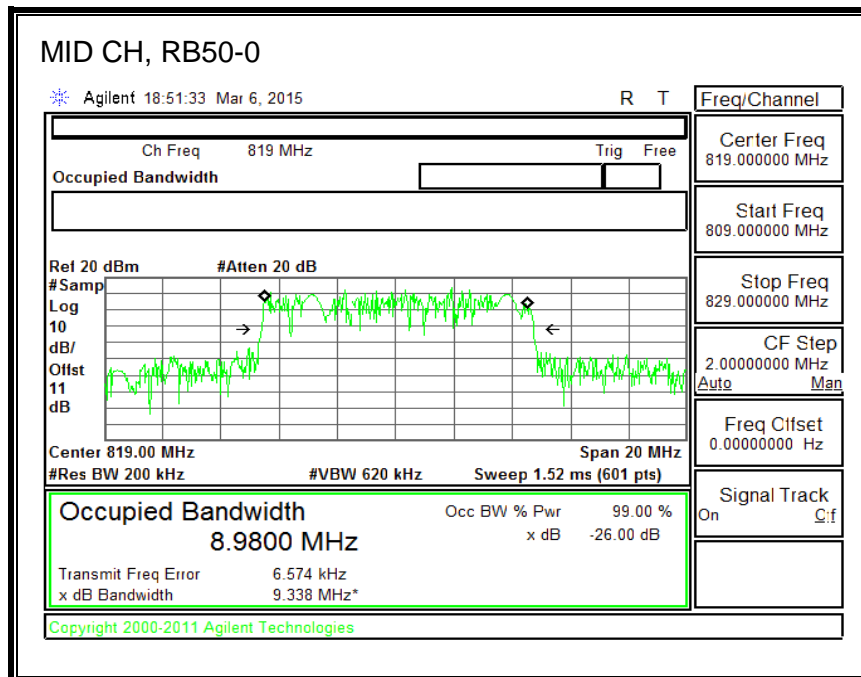 MID CH, RB50-0
Agilent 18:51:33 Mar 6, 2015 R T
Freq/Channel
Ch Freq 819 MHz Trig Free
Occupied Bandwidth
Center Freq
819.000000 MHz
Start Freq
809.000000 MHz
Stop Freq
829.000000 MHz
CF Step
2.00000000 MHz
Auto Man
Freq Offset
0.00000000 Hz
Signal Track
On Off
Ref 20 dBm #Atten 20 dB
#Samp
Log
10
dB/
Offst
11
dB
Center 819.00 MHz Span 20 MHz
#Res BW 200 kHz #VBW 620 kHz Sweep 1.52 ms (601 pts)
Occupied Bandwidth
8.9800 MHz
Occ BW % Pwr 99.00 %
x dB -26.00 dB
Transmit Freq Error 6.574 kHz
x dB Bandwidth 9.338 MHz*
Copyright 2000-2011 Agilent Technologies